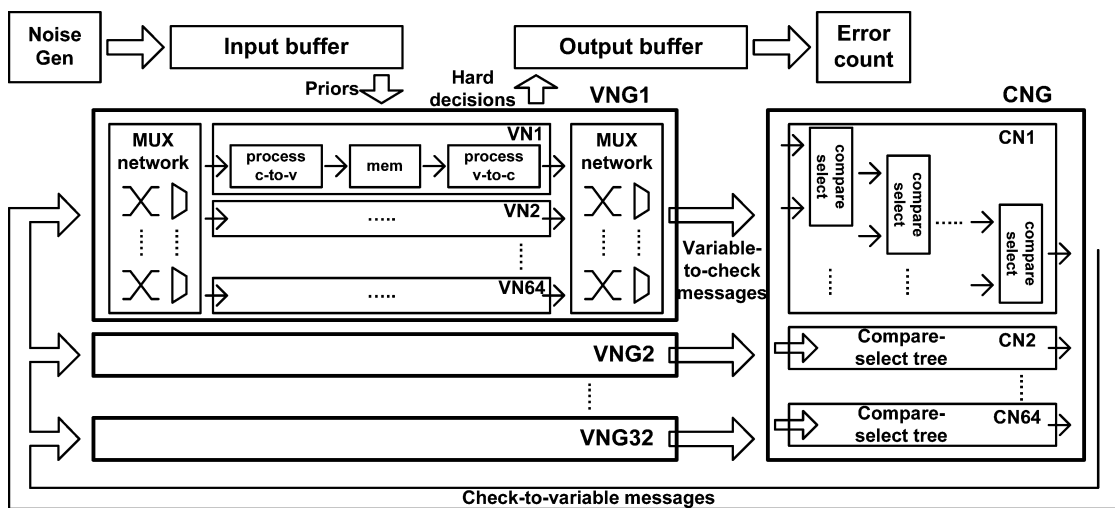 Noise
Gen
Input buffer
Output buffer
Error
count
Priors
Hard
decisions
VNG1
CNG
MUX
network
VN1
process
c-to-v
mem
process
v-to-c
MUX
network
VN2
.....
VN64
.....
Variable-
to-check
messages
CN1
compare
select
compare
select
.....
compare
select
VNG2
Compare-
select tree
CN2
VNG32
Compare-
select tree
CN64
Check-to-variable messages